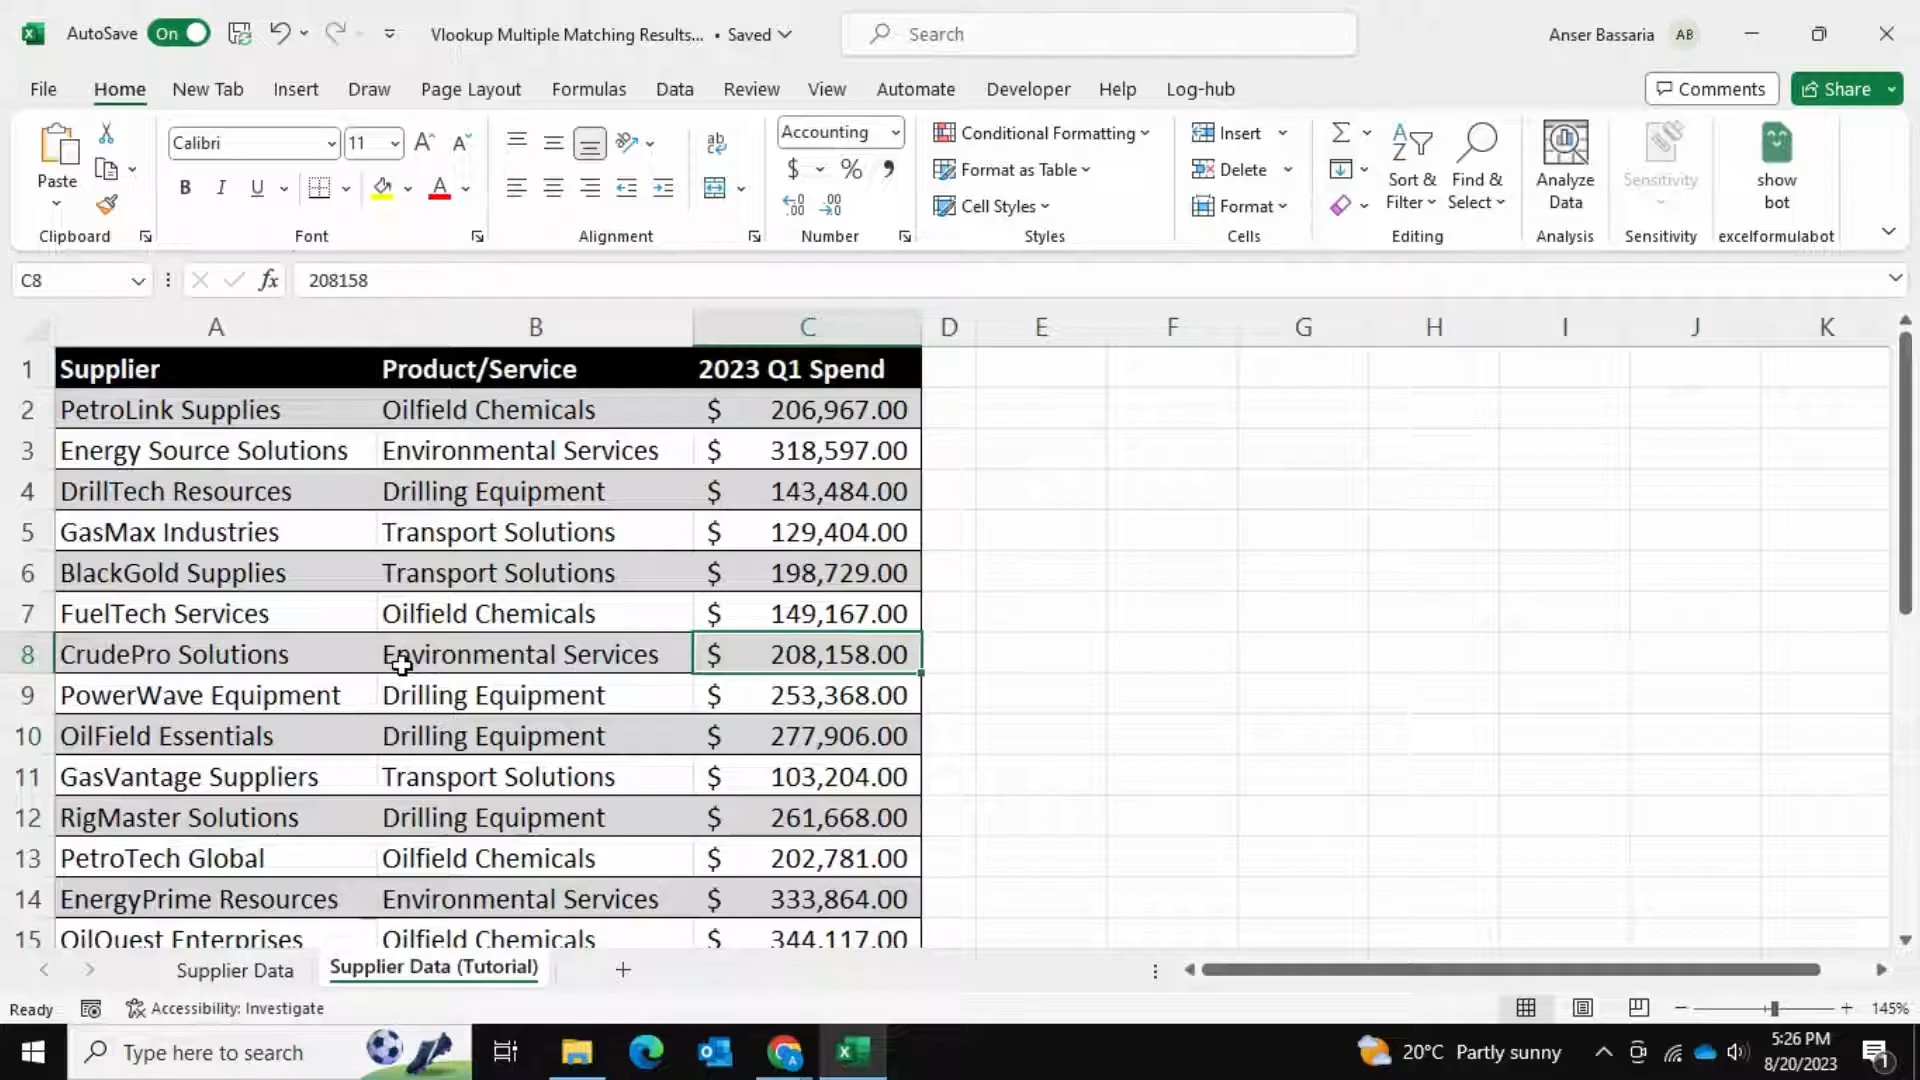 AutoSave On Vlookup Multiple Matching Results... • Saved Search Anser Bassaria AB
File Home New Tab Insert Draw Page Layout Formulas Data Review View Automate Developer Help Log-hub Comments Share
Calibri 11 Accounting Conditional Formatting Insert
Paste $ % Format as Table Delete Sort & Filter Find & Select Analyze Data Sensitivity show bot
B I U A Cell Styles Format
Clipboard Font Alignment Number Styles Cells Editing Analysis Sensitivity excelformulabot
C8 fx 208158
A B C D E F G H I J K
1 Supplier Product/Service 2023 Q1 Spend
2 PetroLink Supplies Oilfield Chemicals $ 206,967.00
3 Energy Source Solutions Environmental Services $ 318,597.00
4 DrillTech Resources Drilling Equipment $ 143,484.00
5 GasMax Industries Transport Solutions $ 129,404.00
6 BlackGold Supplies Transport Solutions $ 198,729.00
7 FuelTech Services Oilfield Chemicals $ 149,167.00
8 CrudePro Solutions Environmental Services $ 208,158.00
9 PowerWave Equipment Drilling Equipment $ 253,368.00
10 OilField Essentials Drilling Equipment $ 277,906.00
11 GasVantage Suppliers Transport Solutions $ 103,204.00
12 RigMaster Solutions Drilling Equipment $ 261,668.00
13 PetroTech Global Oilfield Chemicals $ 202,781.00
14 EnergyPrime Resources Environmental Services $ 333,864.00
15 OilQuest Enterprises Oilfield Chemicals $ 344,117.00
Supplier Data Supplier Data (Tutorial)
Ready Accessibility: Investigate 145%
Type here to search 20°C Partly sunny 5:26 PM
8/20/2023 1